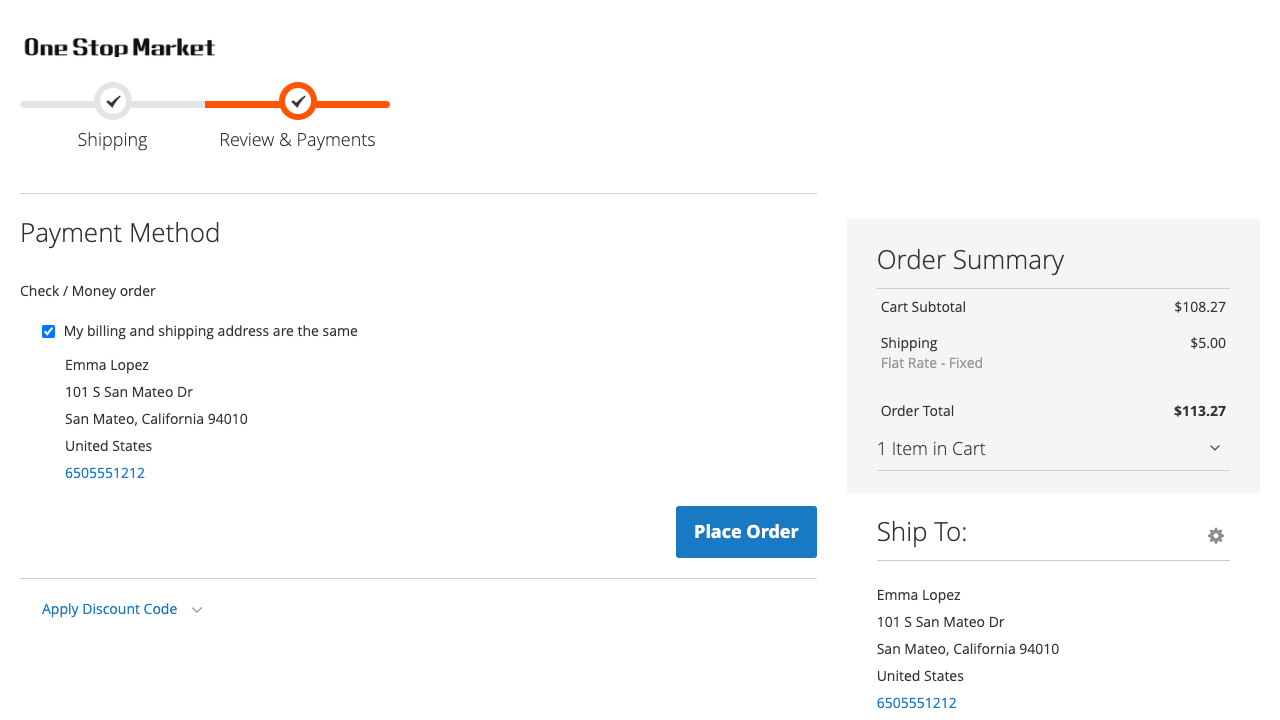 One Stop Market
Shipping
Review & Payments
Payment Method
Check / Money order
My billing and shipping address are the same
Emma Lopez
101 S San Mateo Dr
San Mateo, California 94010
United States
6505551212
Place Order
Apply Discount Code
Order Summary
Cart Subtotal $108.27
Shipping $5.00
Flat Rate - Fixed
Order Total $113.27
1 Item in Cart
Ship To:
Emma Lopez
101 S San Mateo Dr
San Mateo, California 94010
United States
6505551212